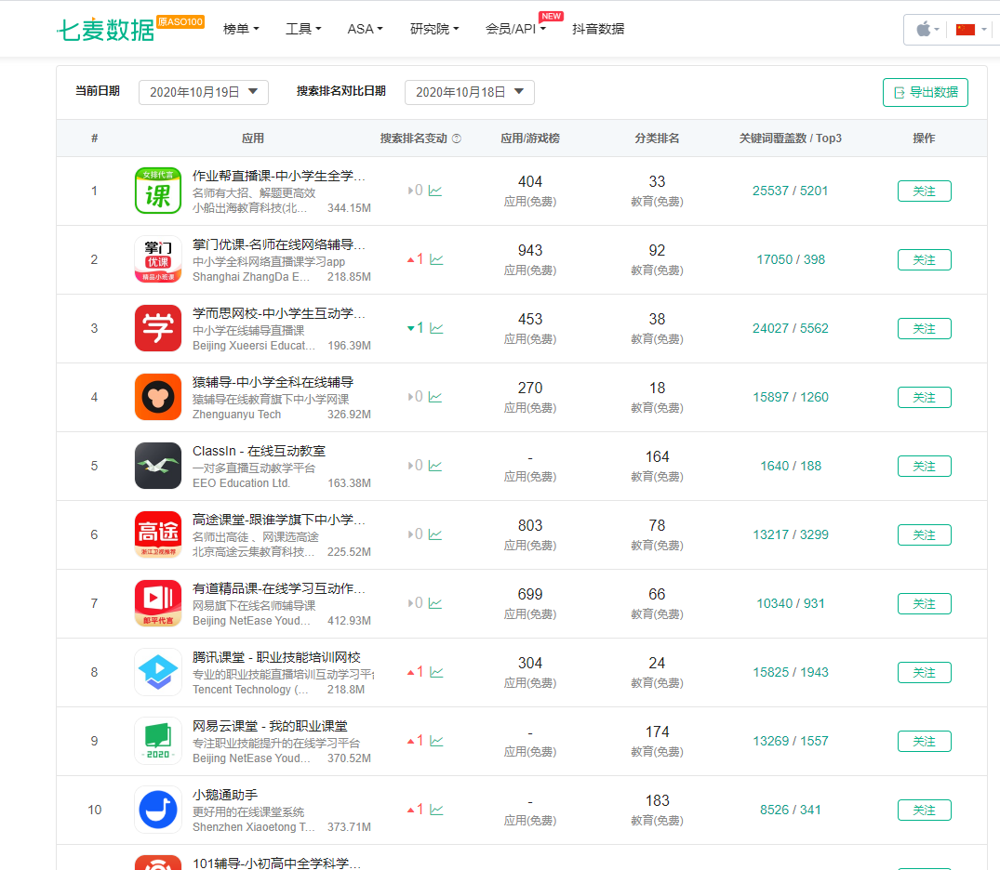 七麦数据 原ASO100 榜单 工具 ASA 研究院 会员/API NEW 抖音数据
当前日期 2020年10月19日 搜索排名对比日期 2020年10月18日 导出数据
# 应用 搜索排名变动 ? 应用/游戏榜 分类排名 关键词覆盖数 / Top3 操作
女排代言
课
1 作业帮直播课-中小学生全学... 0 404 33 25537 / 5201 关注
名师有大招、解题更高效 应用(免费) 教育(免费)
小船出海教育科技(北... 344.15M
掌门
优课
精品小班课
2 掌门优课-名师在线网络辅导... 1 943 92 17050 / 398 关注
中小学全科网络直播课学习app 应用(免费) 教育(免费)
Shanghai ZhangDa E... 218.85M
学
3 学而思网校-中小学生互动学... 1 453 38 24027 / 5562 关注
中小学在线辅导直播课 应用(免费) 教育(免费)
Beijing Xueersi Educat... 196.39M
4 猿辅导-中小学全科在线辅导 0 270 18 15897 / 1260 关注
猿辅导在线教育旗下中小学网课 应用(免费) 教育(免费)
Zhenguanyu Tech 326.92M
5 ClassIn - 在线互动教室 0 - 164 1640 / 188 关注
一对多直播互动教学平台 应用(免费) 教育(免费)
EEO Education Ltd. 163.38M
高途
浙江卫视推荐
6 高途课堂-跟谁学旗下中小学... 0 803 78 13217 / 3299 关注
名师出高徒 、网课选高途 应用(免费) 教育(免费)
北京高途云集教育科技... 225.52M
郎平代言
7 有道精品课-在线学习互动作... 0 699 66 10340 / 931 关注
网易旗下在线名师辅导课 应用(免费) 教育(免费)
Beijing NetEase Youd... 412.93M
8 腾讯课堂 - 职业技能培训网校 1 304 24 15825 / 1943 关注
专业的职业技能直播培训互动学习平 应用(免费) 教育(免费)
Tencent Technology (... 218.8M
-2020-
9 网易云课堂 - 我的职业课堂 1 - 174 13269 / 1557 关注
专注职业技能提升的在线学习平台 应用(免费) 教育(免费)
Beijing NetEase Youd... 370.52M
10 小鹅通助手 1 - 183 8526 / 341 关注
更好用的在线课堂系统 应用(免费) 教育(免费)
Shenzhen Xiaoetong T... 373.71M
101辅导-小初高中全学科学...